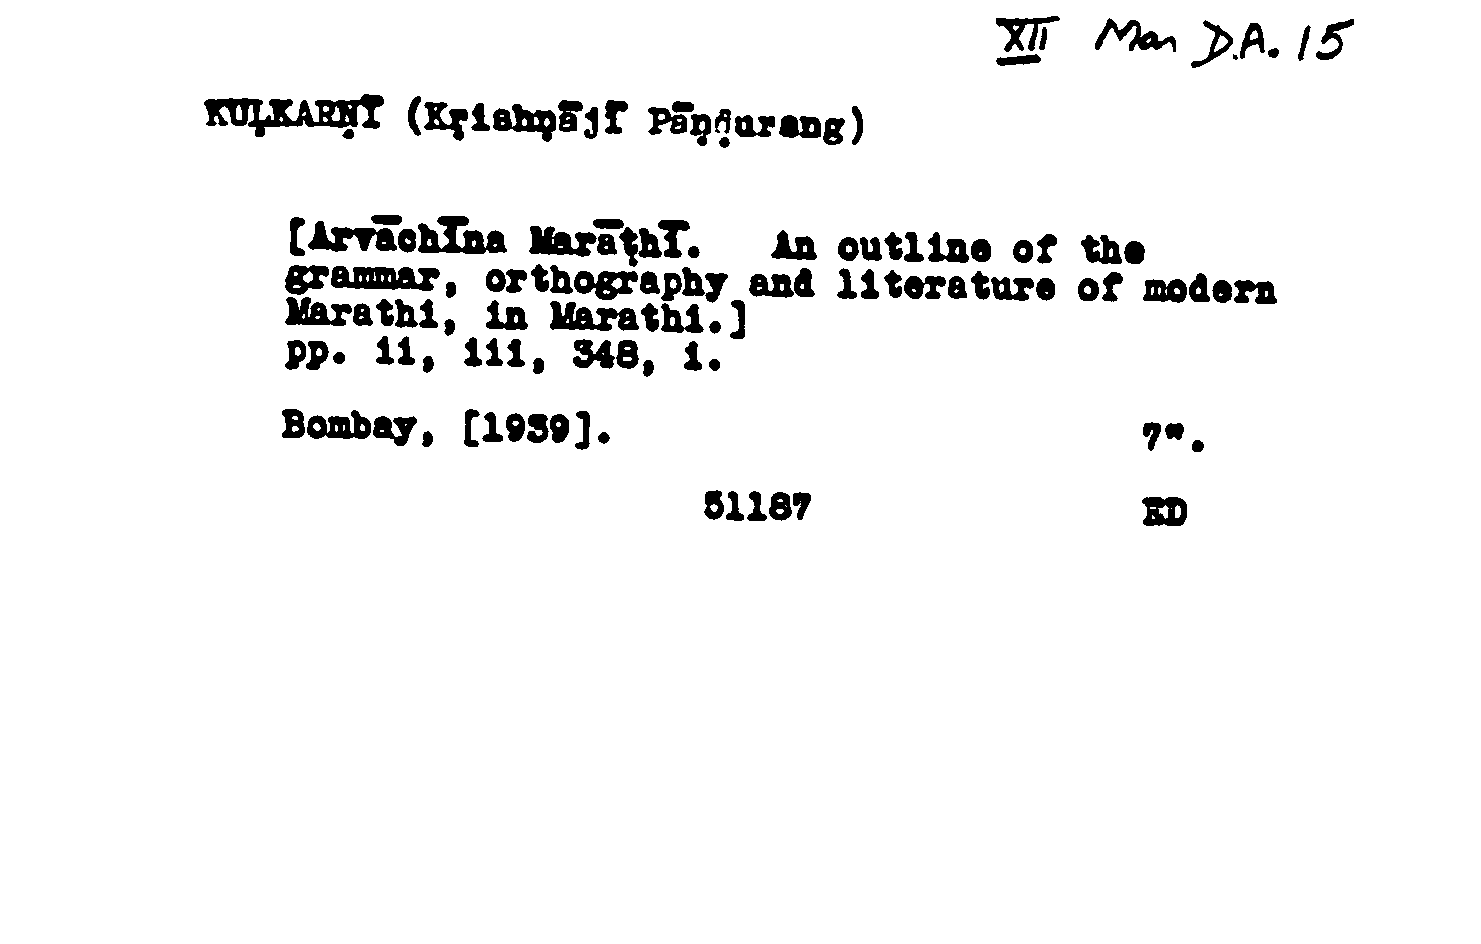 XII Mar D.A. 15
KUḶKARṆĪ (Kṛishṇājī Pāṇḍurang)
[Arvāchīna Marāṭhī. An outline of the
grammar, orthography and literature of modern
Marathi, in Marathi.]
pp. ii, iii, 348, i.
Bombay, [1939].
7".
51187
ED